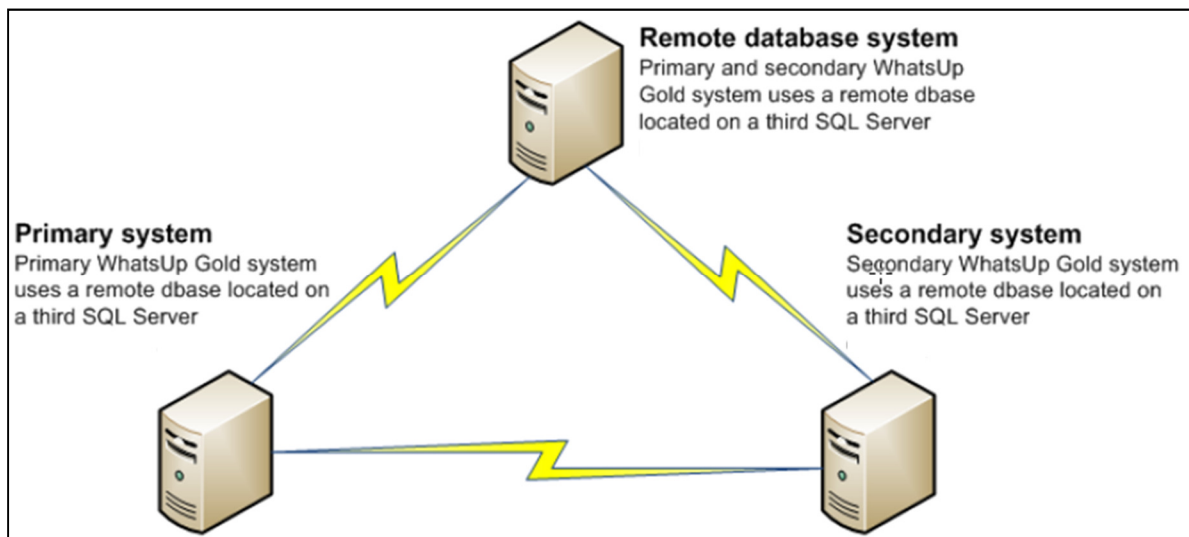 Remote database system
Primary and secondary WhatsUp
Gold system uses a remote dbase
located on a third SQL Server
Primary system
Primary WhatsUp Gold system
uses a remote dbase located on
a third SQL Server
Secondary system
Secondary WhatsUp Gold system
uses a remote dbase located on
a third SQL Server